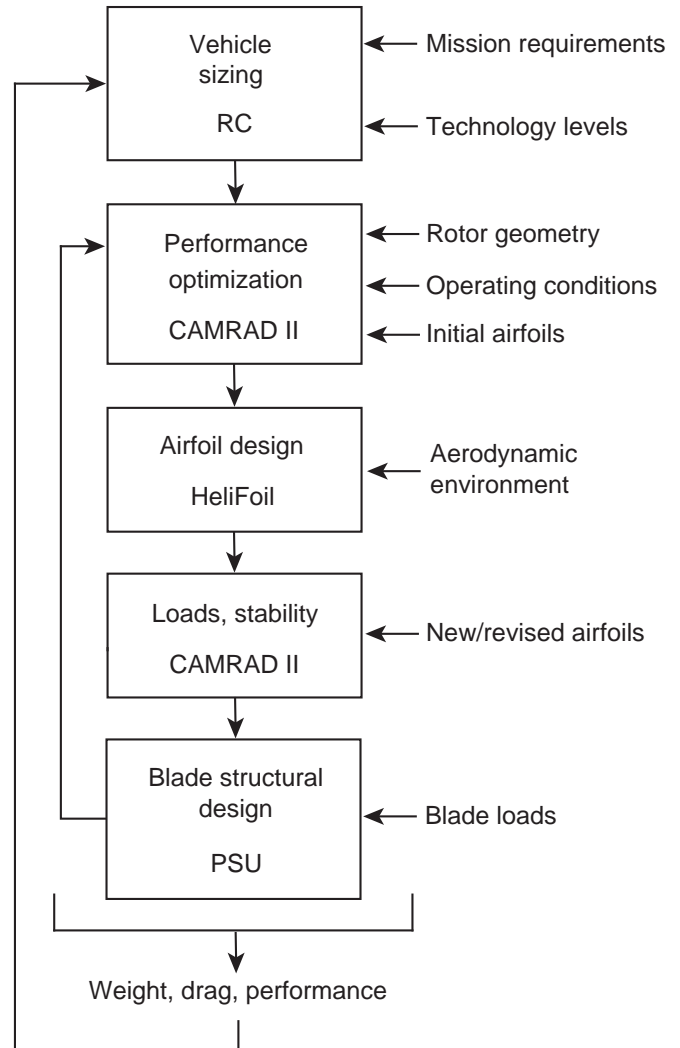 Vehicle
sizing
RC
Mission requirements
Technology levels
Performance
optimization
CAMRAD II
Rotor geometry
Operating conditions
Initial airfoils
Airfoil design
HeliFoil
Aerodynamic
environment
Loads, stability
CAMRAD II
New/revised airfoils
Blade structural
design
PSU
Blade loads
Weight, drag, performance